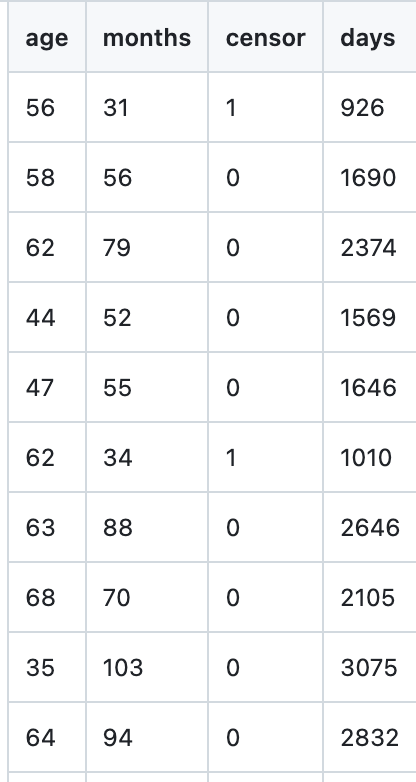 age months censor days
56 31 1 926
58 56 0 1690
62 79 0 2374
44 52 0 1569
47 55 0 1646
62 34 1 1010
63 88 0 2646
68 70 0 2105
35 103 0 3075
64 94 0 2832